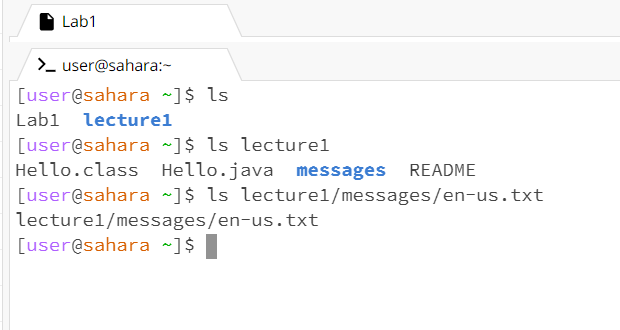 Lab1
user@sahara:~
[user@sahara ~]$ ls
Lab1  lecture1
[user@sahara ~]$ ls lecture1
Hello.class  Hello.java  messages  README
[user@sahara ~]$ ls lecture1/messages/en-us.txt
lecture1/messages/en-us.txt
[user@sahara ~]$